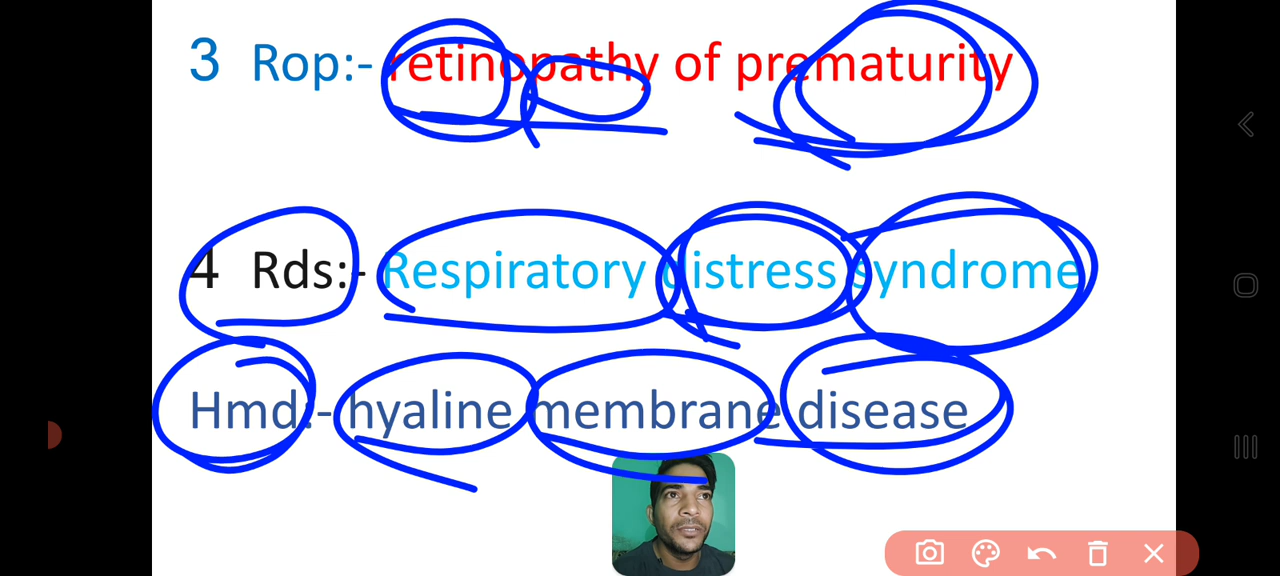 3 Rop:- retinopathy of prematurity
4 Rds:- Respiratory distress syndrome
Hmd:- hyaline membrane disease